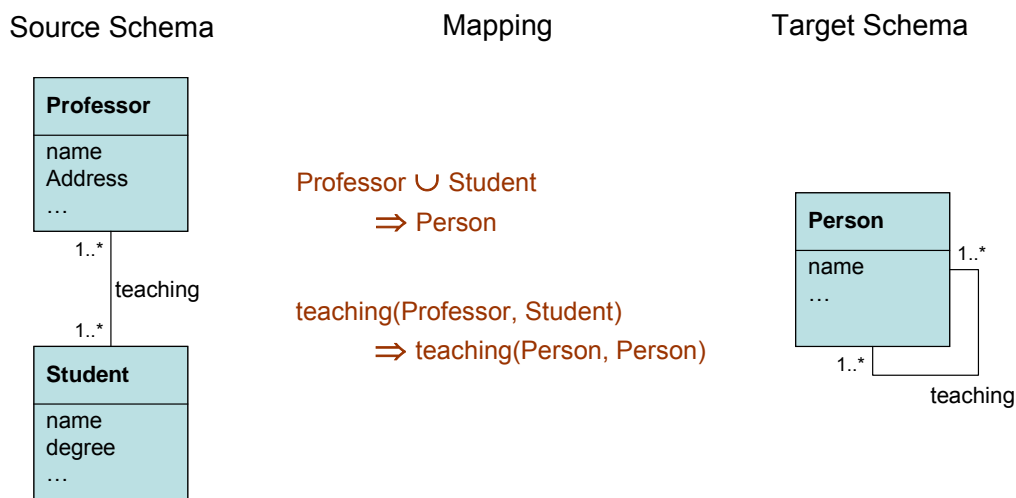 Source Schema
Mapping
Target Schema
Professor
name
Address
…
1..*
teaching
1..*
Student
name
degree
…
Professor ∪ Student
⇒ Person
teaching(Professor, Student)
⇒ teaching(Person, Person)
Person
name
…
1..*
1..*
teaching